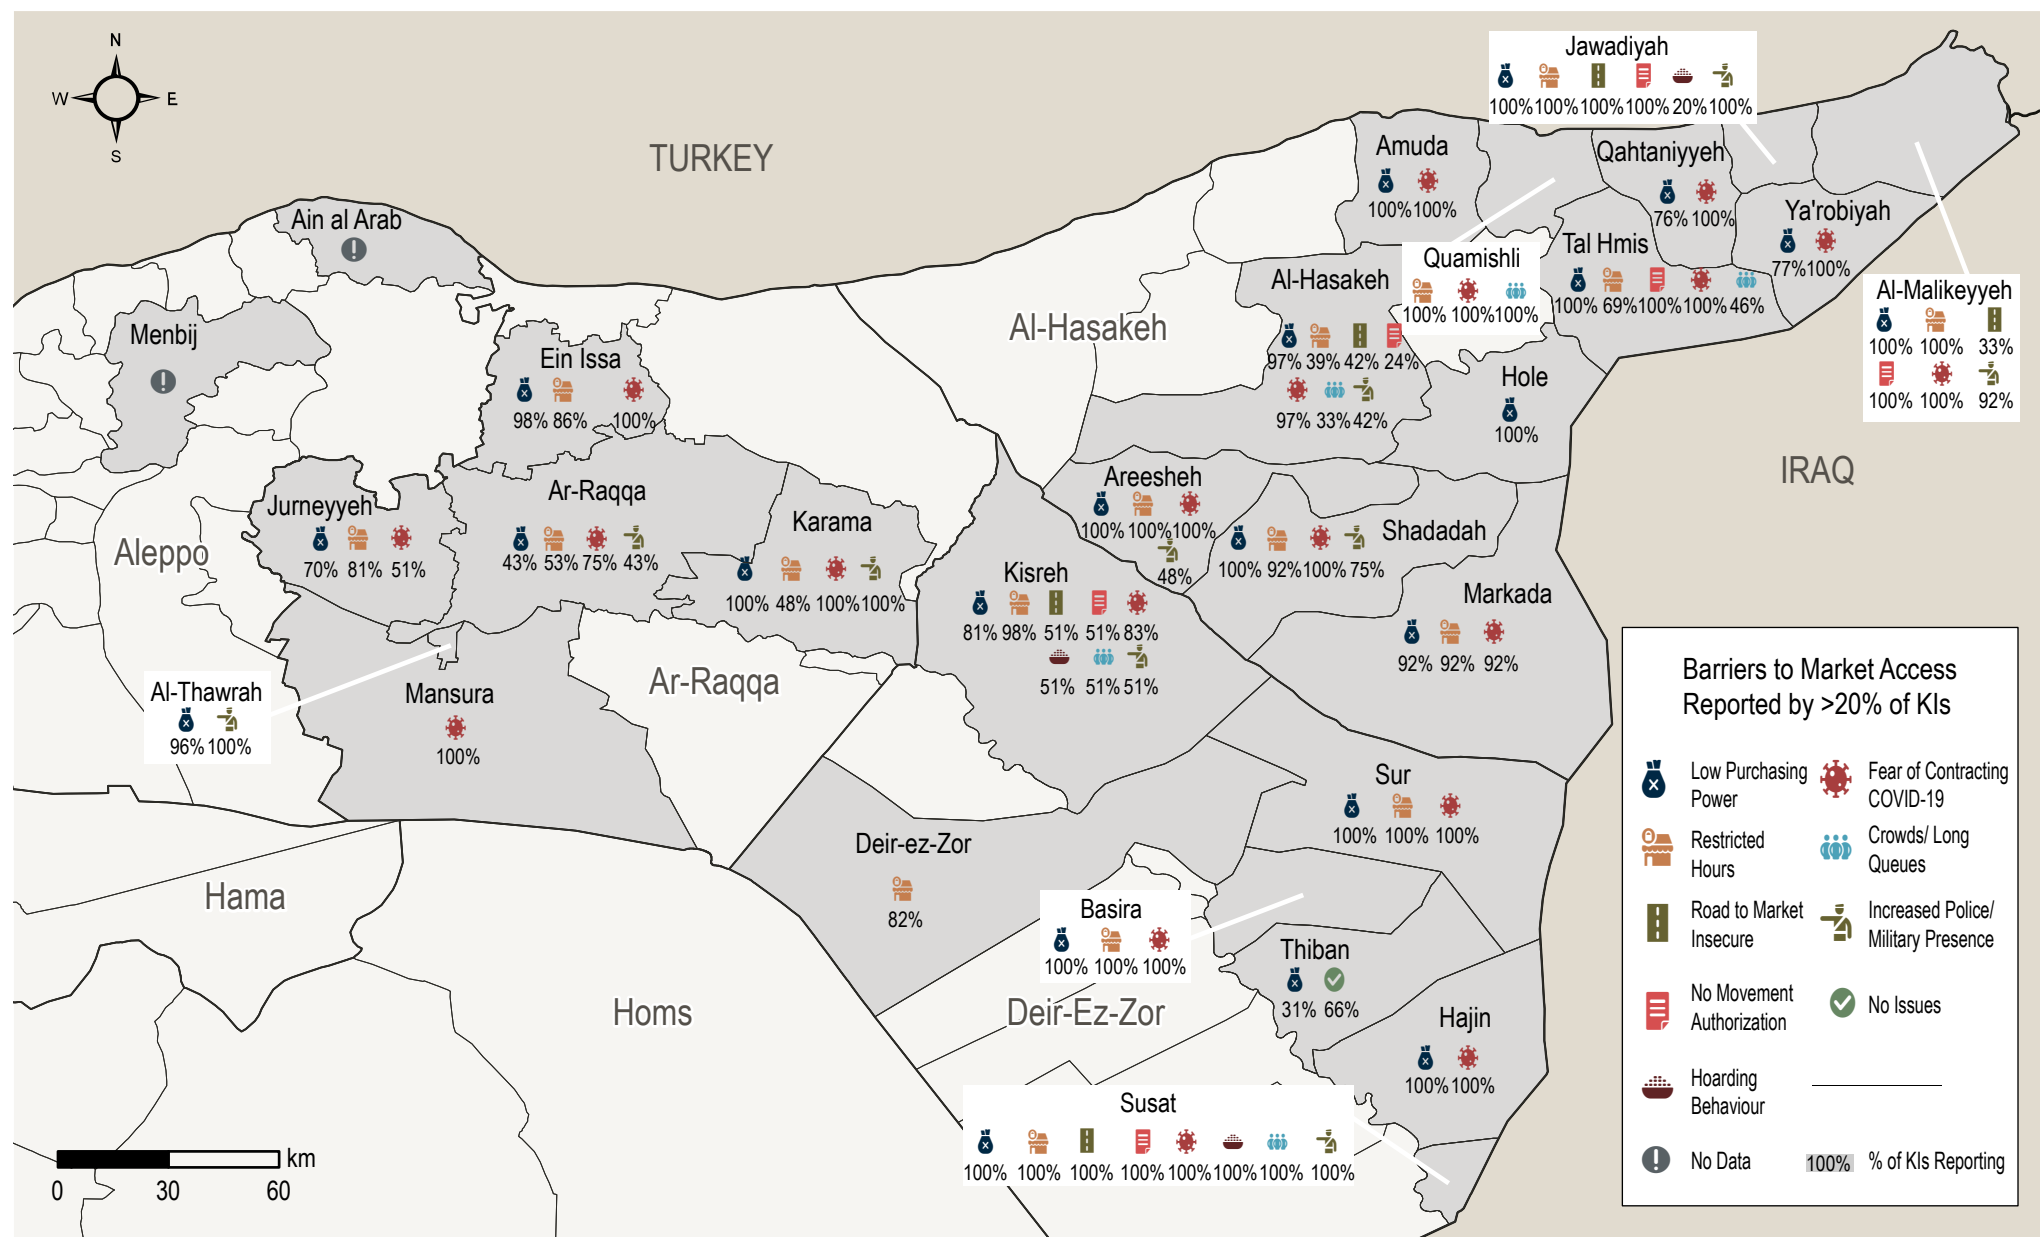 N
W
E
S
TURKEY
IRAQ
Aleppo
Hama
Homs
Ar-Raqqa
Al-Hasakeh
Deir-Ez-Zor
Jawadiyah
100% 100% 100% 100% 20% 100%
Amuda
100% 100%
Qahtaniyyeh
76% 100%
Ya'robiyah
77% 100%
Tal Hmis
100% 69% 100% 100% 46%
Quamishli
100% 100% 100%
Al-Malikeyyeh
100% 100% 33%
100% 100% 92%
Al-Hasakeh
97% 39% 42% 24%
97% 33% 42%
Hole
100%
Ain al Arab
Menbij
Ein Issa
98% 86% 100%
Jurneyyeh
70% 81% 51%
Ar-Raqqa
43% 53% 75% 43%
Karama
100% 48% 100% 100%
Areesheh
100% 100% 100%
48%
Shadadah
100% 92% 100% 75%
Kisreh
81% 98% 51% 51% 83%
51% 51% 51%
Markada
92% 92% 92%
Al-Thawrah
96% 100%
Mansura
100%
Sur
100% 100% 100%
Deir-ez-Zor
82%
Basira
100% 100% 100%
Thiban
31% 66%
Hajin
100% 100%
Susat
100% 100% 100% 100% 100% 100% 100% 100%
km
0 30 60
Barriers to Market Access
Reported by >20% of KIs
Low Purchasing
Power
Fear of Contracting
COVID-19
Restricted
Hours
Crowds/ Long
Queues
Road to Market
Insecure
Increased Police/
Military Presence
No Movement
Authorization
No Issues
Hoarding
Behaviour
No Data
100% % of KIs Reporting